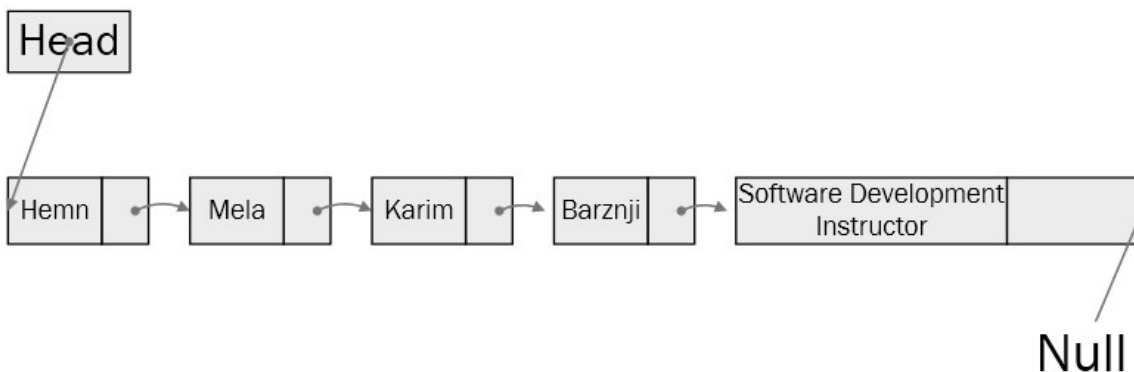 Head
Hemn
Mela
Karim
Barznji
Software Development
Instructor
Null